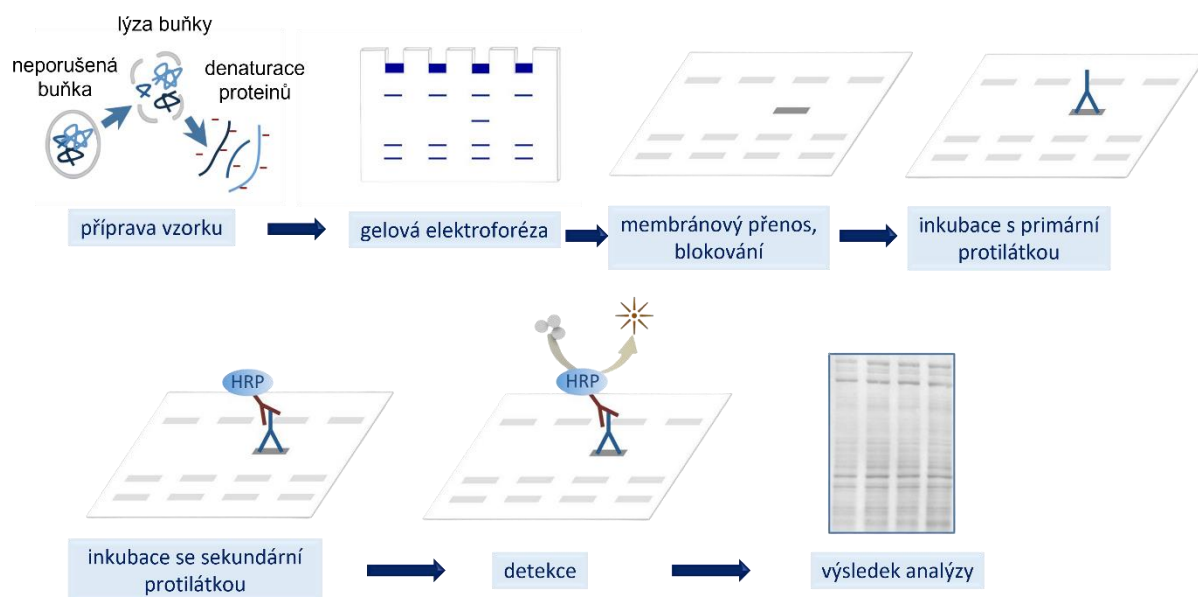 lýza buňky
neporušená
buňka
denaturace
proteinů
příprava vzorku
gelová elektroforéza
membránový přenos,
blokování
inkubace s primární
protilátkou
HRP
inkubace se sekundární
protilátkou
HRP
detekce
výsledek analýzy